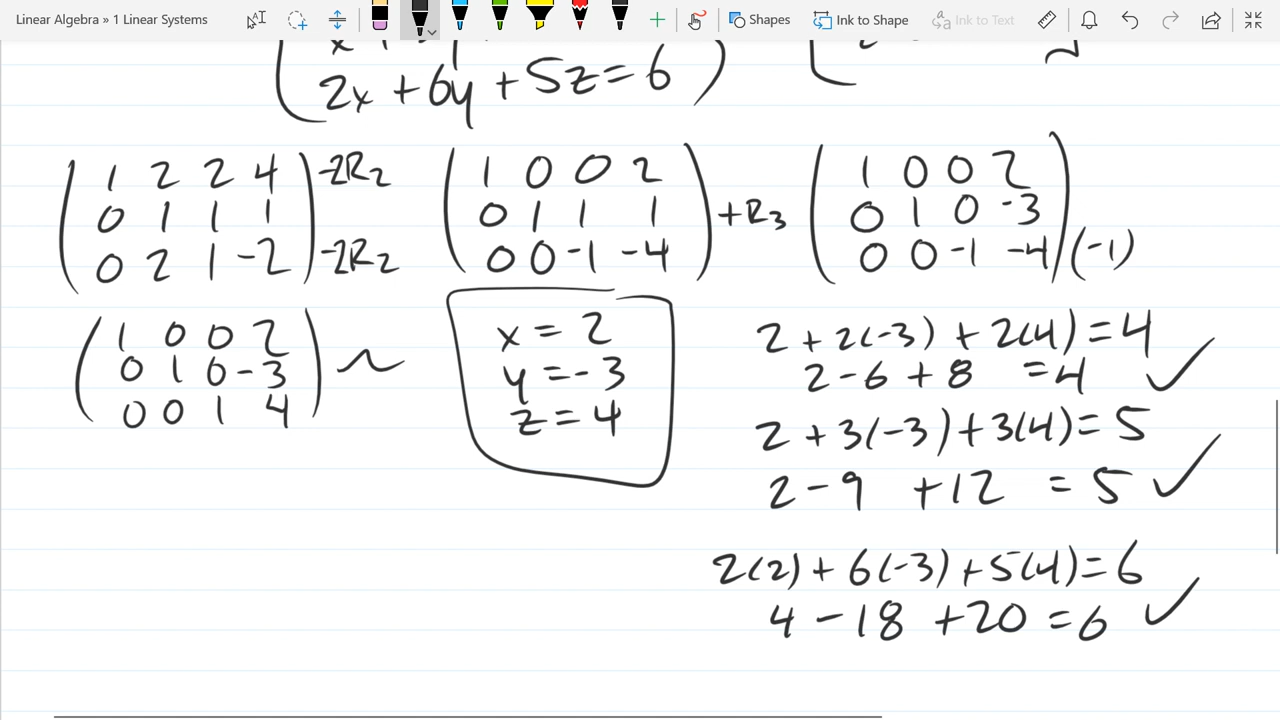 Linear Algebra » 1 Linear Systems
Shapes
Ink to Shape
Ink to Text
2x + 6y + 5z = 6
1 2 2 4 -2R2
0 1 1 1
0 2 1 -2 -2R2
1 0 0 2
0 1 1 1 +R3
0 0 -1 -4
1 0 0 2
0 1 0 -3
0 0 -1 -4 (-1)
1 0 0 2
0 1 0 -3 ~
0 0 1 4
x = 2
y = -3
z = 4
2 + 2(-3) + 2(4) = 4
2 - 6 + 8 = 4 ✓
2 + 3(-3) + 3(4) = 5
2 - 9 + 12 = 5 ✓
2(2) + 6(-3) + 5(4) = 6
4 - 18 + 20 = 6 ✓